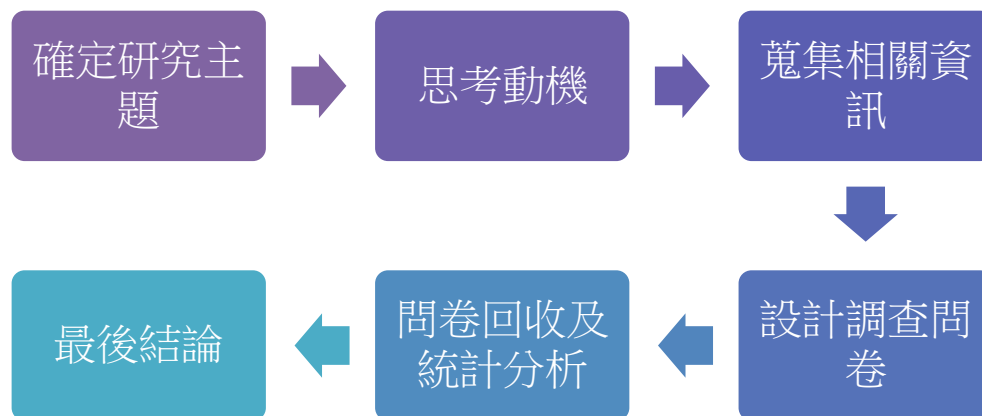 確定研究主
題
思考動機
蒐集相關資
訊
設計調查問
卷
問卷回收及
統計分析
最後結論